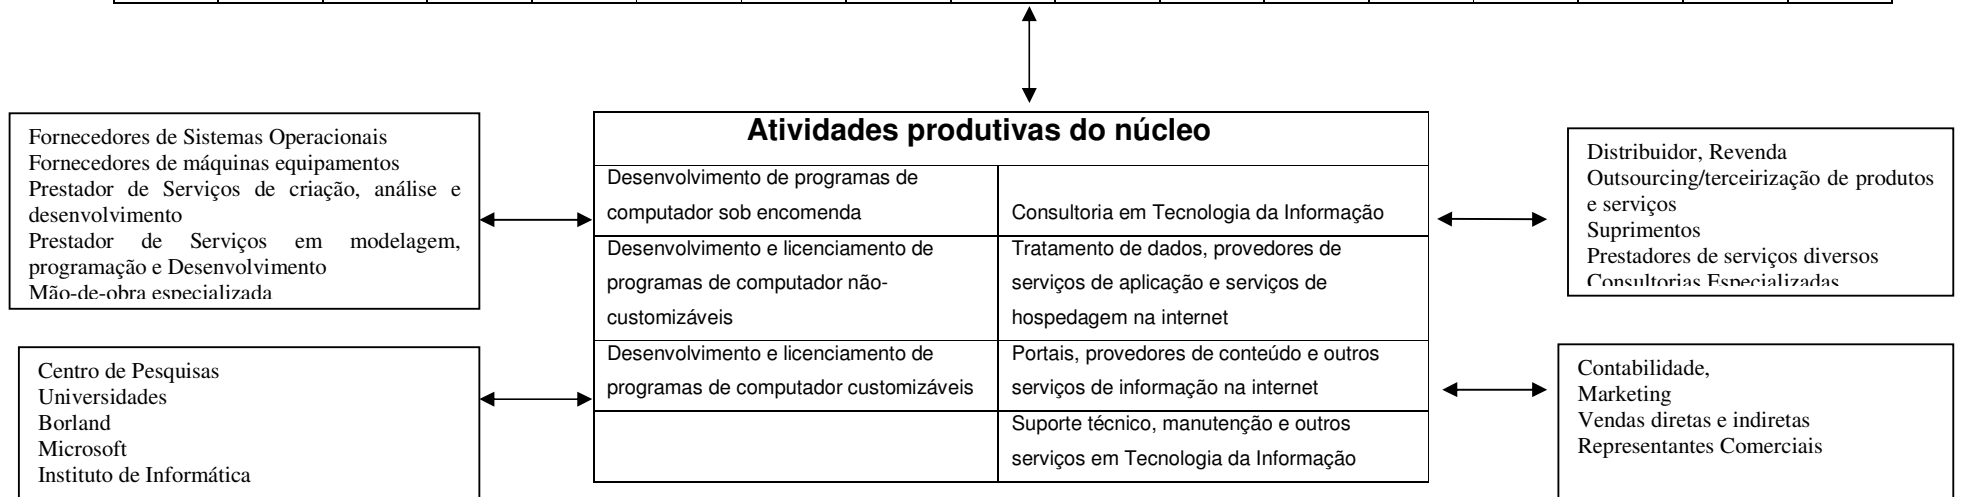 Fornecedores de Sistemas Operacionais
Fornecedores de máquinas equipamentos
Prestador de Serviços de criação, análise e
desenvolvimento
Prestador de Serviços em modelagem,
programação e Desenvolvimento
Mão-de-obra especializada
Centro de Pesquisas
Universidades
Borland
Microsoft
Instituto de Informática
Atividades produtivas do núcleo
Desenvolvimento de programas de
computador sob encomenda
Consultoria em Tecnologia da Informação
Desenvolvimento e licenciamento de
programas de computador não-
customizáveis
Tratamento de dados, provedores de
serviços de aplicação e serviços de
hospedagem na internet
Desenvolvimento e licenciamento de
programas de computador customizáveis
Portais, provedores de conteúdo e outros
serviços de informação na internet
Suporte técnico, manutenção e outros
serviços em Tecnologia da Informação
Distribuidor, Revenda
Outsourcing/terceirização de produtos
e serviços
Suprimentos
Prestadores de serviços diversos
Consultorias Especializadas
Contabilidade,
Marketing
Vendas diretas e indiretas
Representantes Comerciais